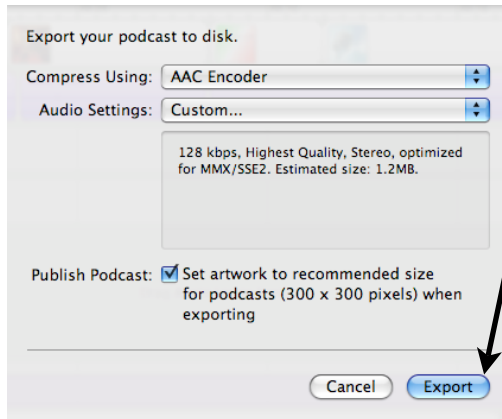 Export your podcast to disk.
Compress Using: AAC Encoder
Audio Settings: Custom...
128 kbps, Highest Quality, Stereo, optimized
for MMX/SSE2. Estimated size: 1.2MB.
Publish Podcast: Set artwork to recommended size
for podcasts (300 x 300 pixels) when
exporting
Cancel Export